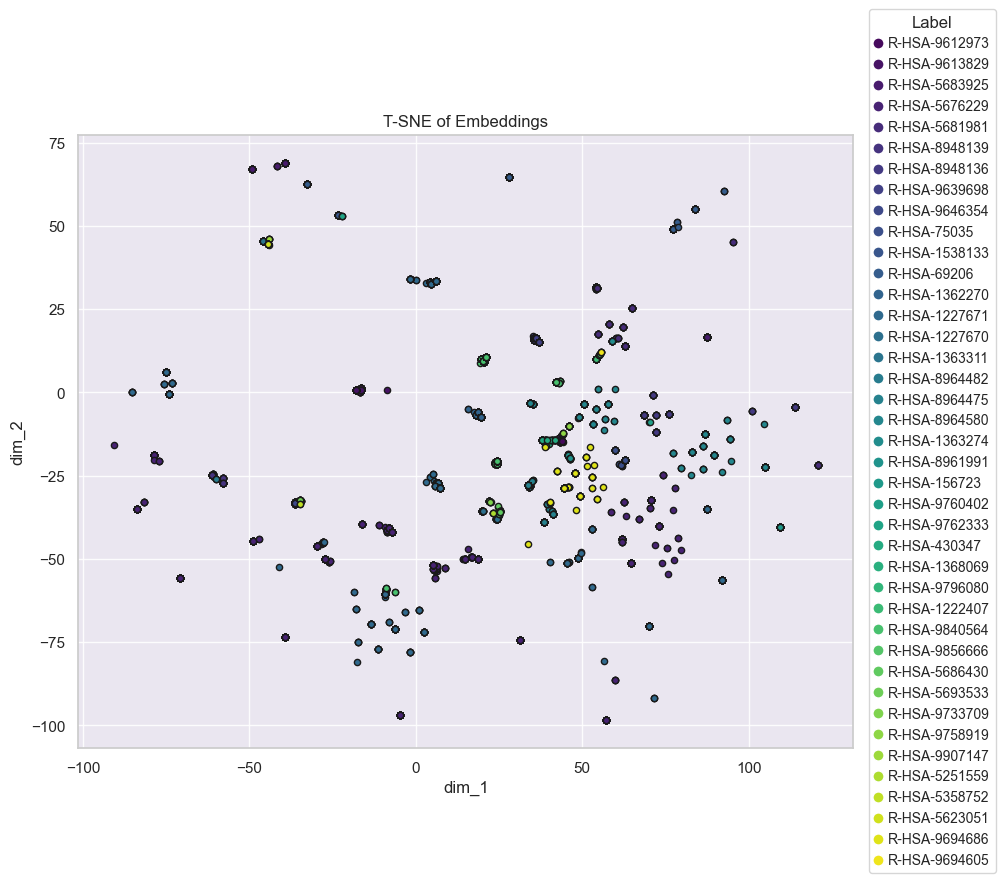 T-SNE of Embeddings
75
50
25
0
−25
−50
−75
−100
dim_2
−100
−50
0
50
100
dim_1
Label
R-HSA-9612973
R-HSA-9613829
R-HSA-5683925
R-HSA-5676229
R-HSA-5681981
R-HSA-8948139
R-HSA-8948136
R-HSA-9639698
R-HSA-9646354
R-HSA-75035
R-HSA-1538133
R-HSA-69206
R-HSA-1362270
R-HSA-1227671
R-HSA-1227670
R-HSA-1363311
R-HSA-8964482
R-HSA-8964475
R-HSA-8964580
R-HSA-1363274
R-HSA-8961991
R-HSA-156723
R-HSA-9760402
R-HSA-9762333
R-HSA-430347
R-HSA-1368069
R-HSA-9796080
R-HSA-1222407
R-HSA-9840564
R-HSA-9856666
R-HSA-5686430
R-HSA-5693533
R-HSA-9733709
R-HSA-9758919
R-HSA-9907147
R-HSA-5251559
R-HSA-5358752
R-HSA-5623051
R-HSA-9694686
R-HSA-9694605